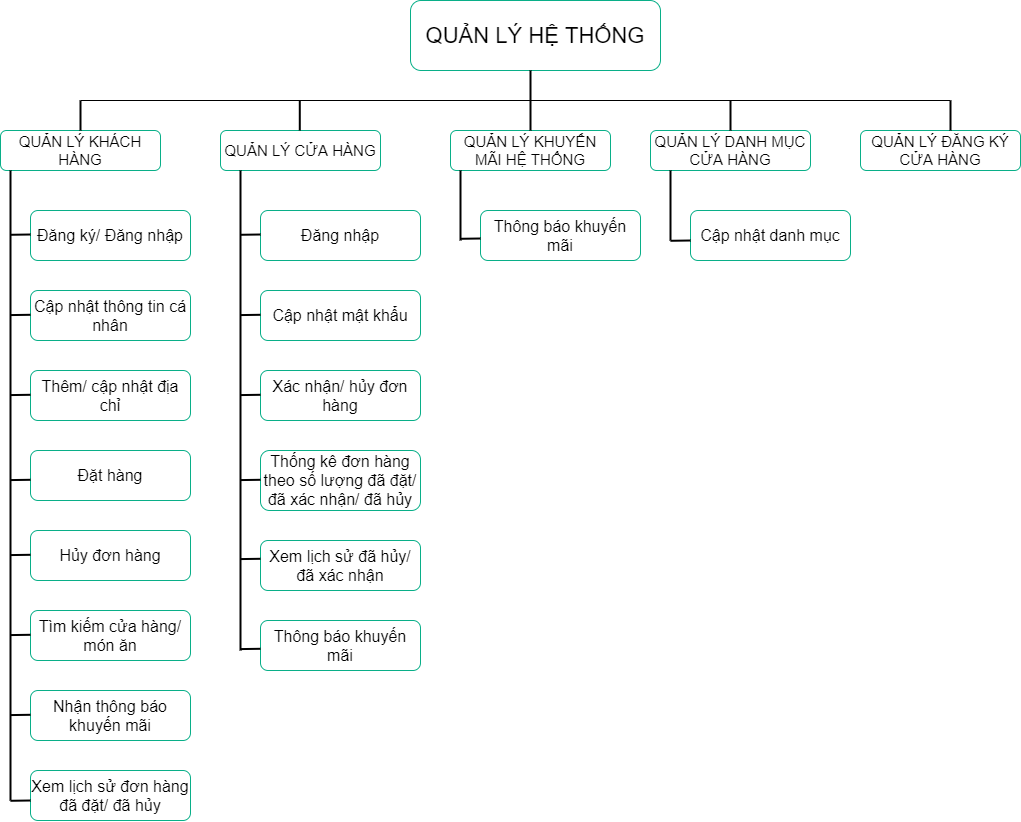 QUẢN LÝ HỆ THỐNG
QUẢN LÝ KHÁCH
HÀNG
QUẢN LÝ CỬA HÀNG
QUẢN LÝ KHUYẾN
MÃI HỆ THỐNG
QUẢN LÝ DANH MỤC
CỬA HÀNG
QUẢN LÝ ĐĂNG KÝ
CỬA HÀNG
Đăng ký/ Đăng nhập
Cập nhật thông tin cá
nhân
Thêm/ cập nhật địa
chỉ
Đặt hàng
Hủy đơn hàng
Tìm kiếm cửa hàng/
món ăn
Nhận thông báo
khuyến mãi
Xem lịch sử đơn hàng
đã đặt/ đã hủy
Đăng nhập
Cập nhật mật khẩu
Xác nhận/ hủy đơn
hàng
Thống kê đơn hàng
theo số lượng đã đặt/
đã xác nhận/ đã hủy
Xem lịch sử đã hủy/
đã xác nhận
Thông báo khuyến
mãi
Thông báo khuyến
mãi
Cập nhật danh mục